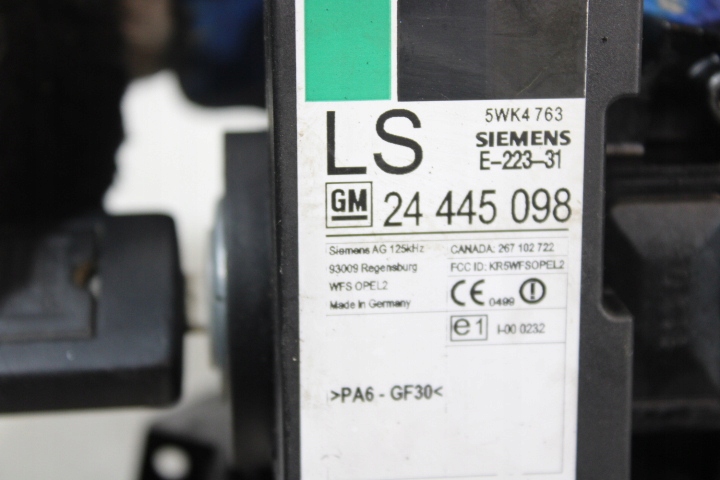 LS
5WK4 763
SIEMENS
E-223-31
GM 24 445 098
Siemens AG 125kHz
93009 Regensburg
WFS OPEL2
Made in Germany
CANADA: 267 102 722
FCC ID: KR5WFSOPEL2
CE 0499
e1 I-00 0232
>PA6 - GF30<